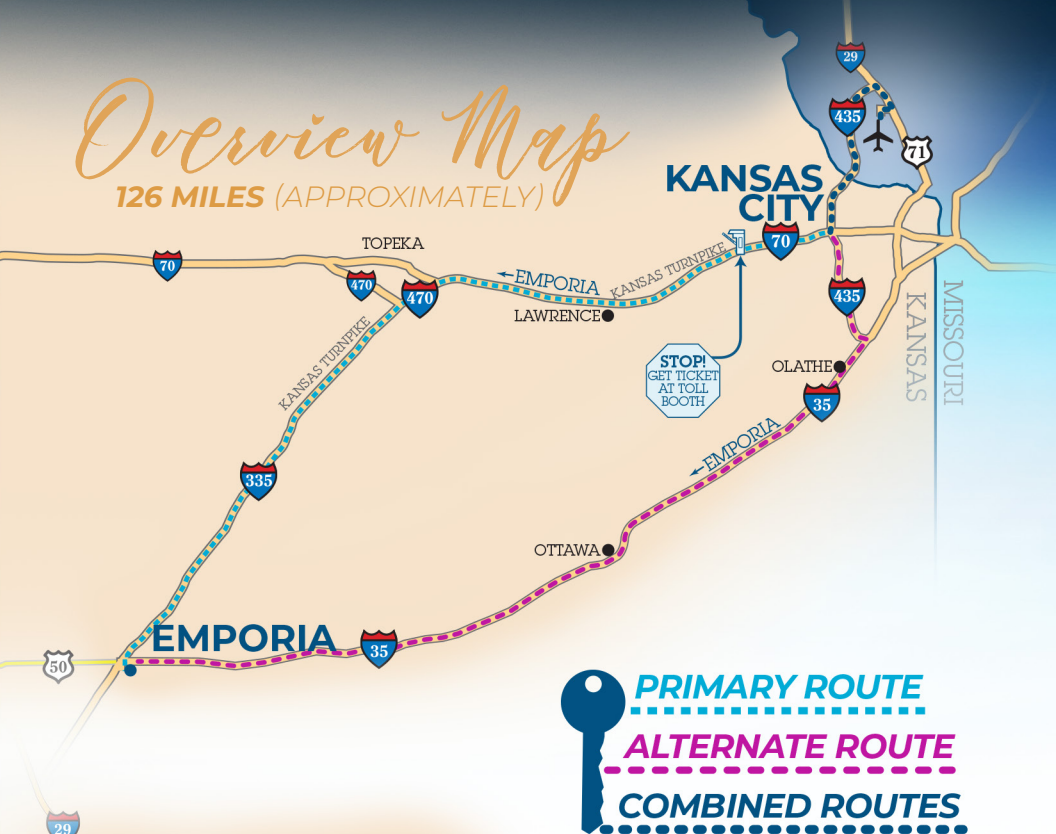 Overview Map
126 MILES (APPROXIMATELY)
29
435
71
KANSAS
CITY
70
TOPEKA
70
470
470
EMPORIA
KANSAS TURNPIKE
LAWRENCE
435
KANSAS
MISSOURI
STOP!
GET TICKET
AT TOLL
BOOTH
OLATHE
35
KANSAS TURNPIKE
EMPORIA
335
OTTAWA
EMPORIA
35
50
29
PRIMARY ROUTE
ALTERNATE ROUTE
COMBINED ROUTES